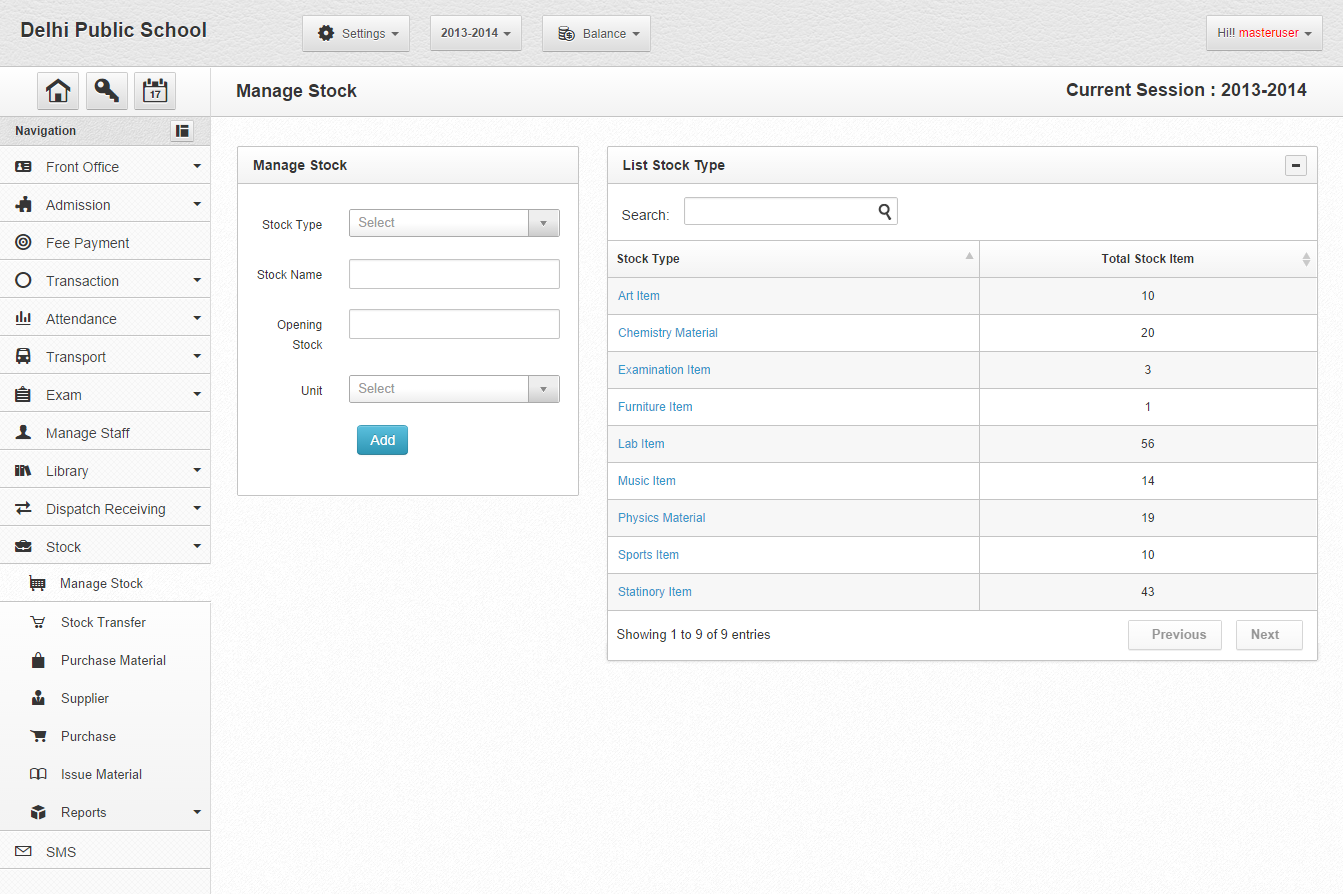 Delhi Public School
Settings
2013-2014
Balance
Hi!! masteruser
17
Manage Stock
Current Session : 2013-2014
Navigation
Front Office
Admission
Fee Payment
Transaction
Attendance
Transport
Exam
Manage Staff
Library
Dispatch Receiving
Stock
Manage Stock
Stock Transfer
Purchase Material
Supplier
Purchase
Issue Material
Reports
SMS
Manage Stock
Stock Type Select
Stock Name
Opening
Stock
Unit Select
Add
List Stock Type
Search:
Stock Type Total Stock Item
Art Item 10
Chemistry Material 20
Examination Item 3
Furniture Item 1
Lab Item 56
Music Item 14
Physics Material 19
Sports Item 10
Statinory Item 43
Showing 1 to 9 of 9 entries
Previous Next